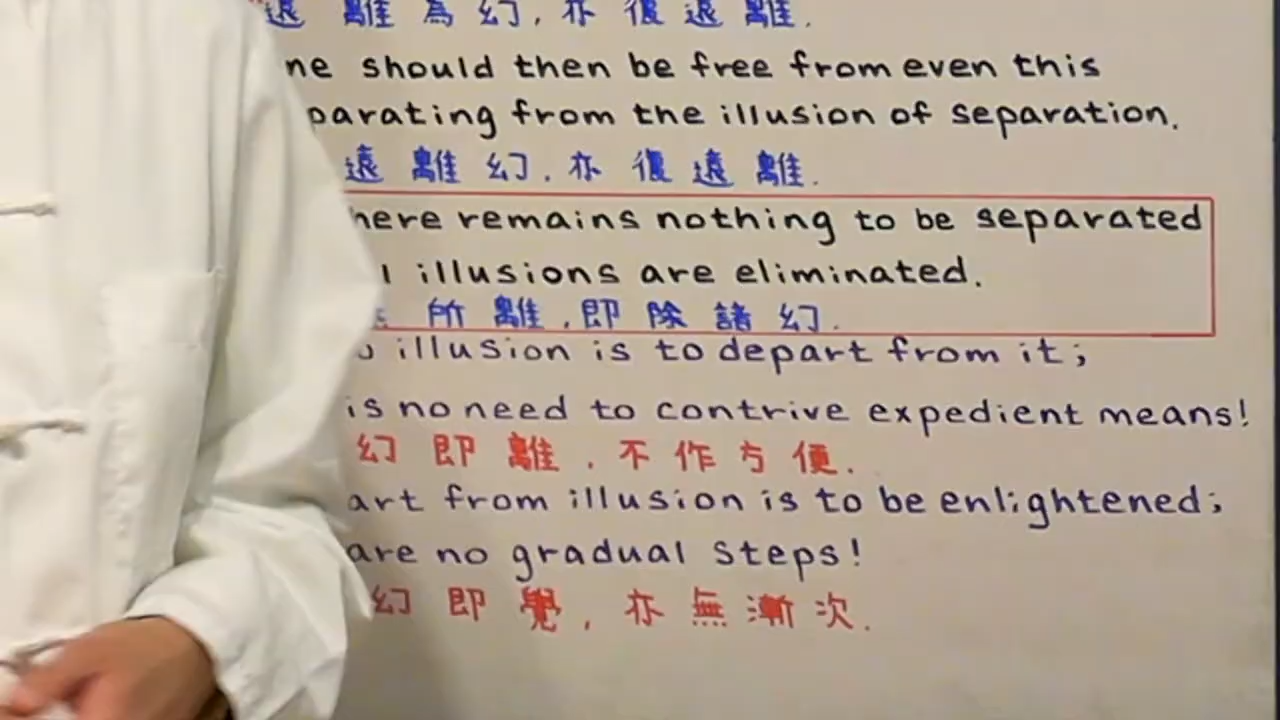 遠 離 為 幻 , 亦 復 遠 離 .
should then be free from even this
from the illusion of separation.
遠 離 幻 , 亦 復 遠 離 .
remains nothing to be separated
illusions are eliminated.
所 離 , 即 除 諸 幻 .
illusion is to depart from it;
is no need to contrive expedient means!
幻 即 離 , 不 作 方 便 .
from illusion is to be enlightened;
are no gradual steps!
幻 即 覺 , 亦 無 漸 次 .